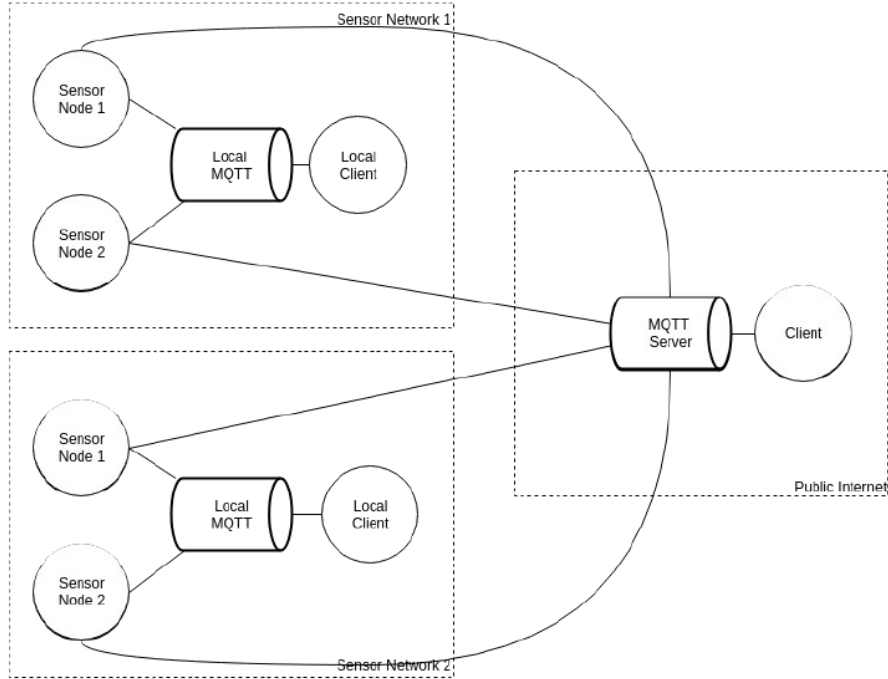 Sensor Network 1
Sensor
Node 1
Local
MQTT
Local
Client
Sensor
Node 2
MQTT
Server
Client
Public Internet
Sensor
Node 1
Local
MQTT
Local
Client
Sensor
Node 2
Sensor Network 2